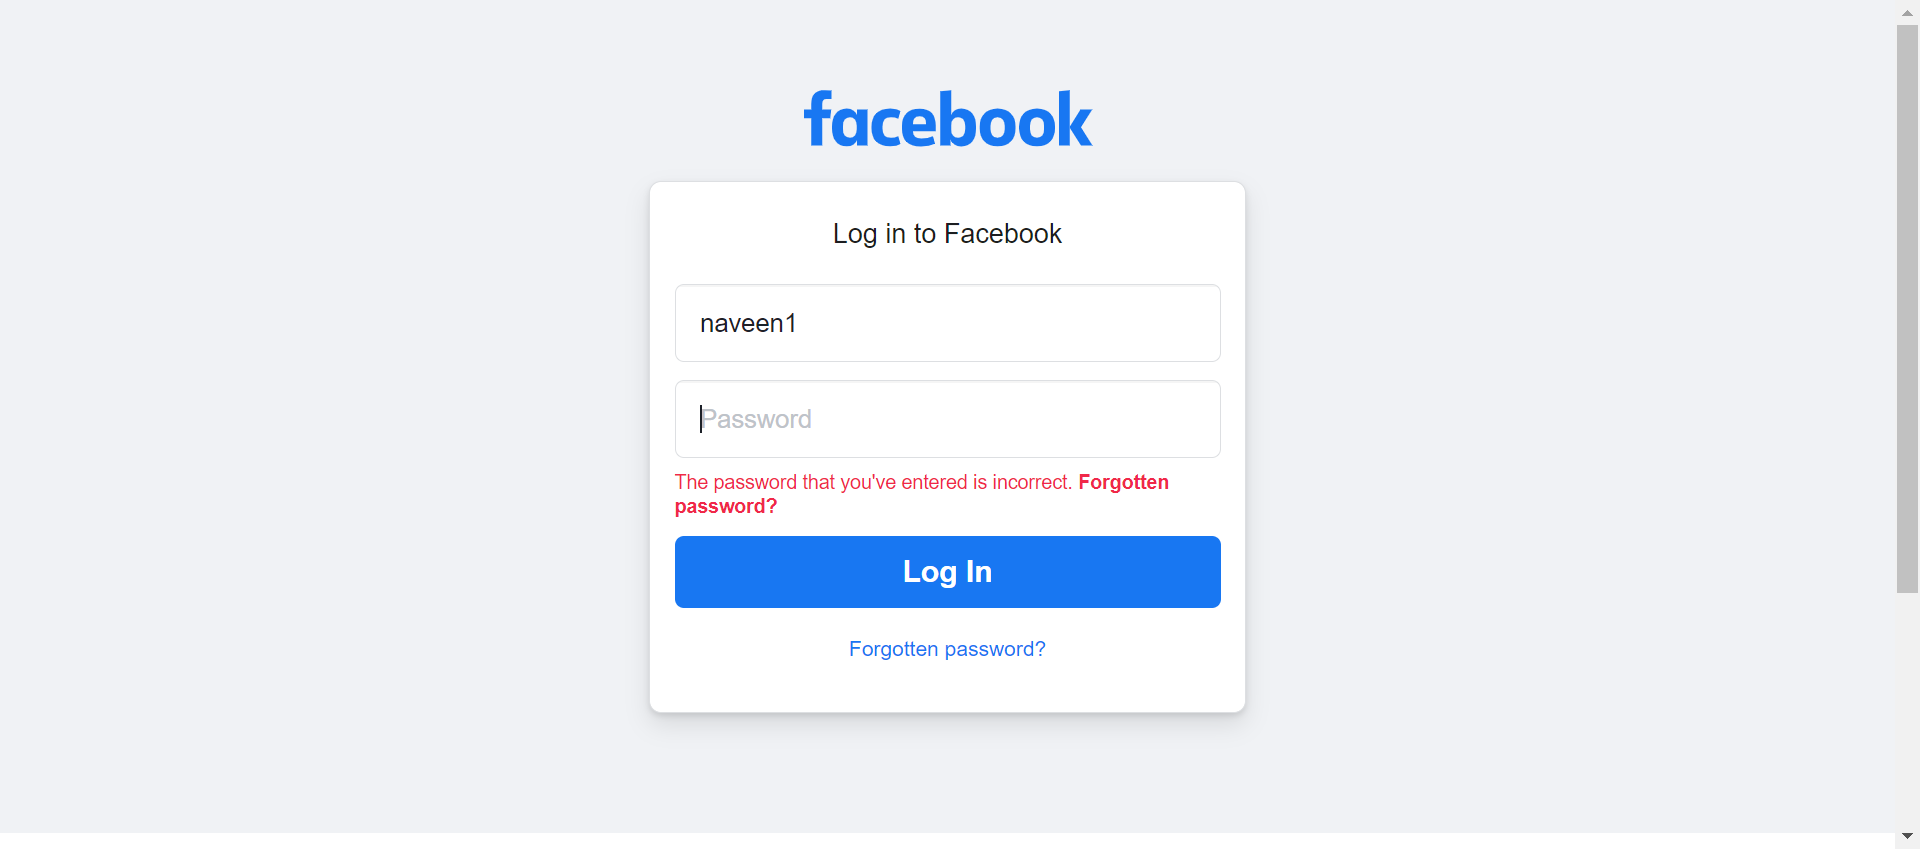 facebook
Log in to Facebook
naveen1
Password
The password that you've entered is incorrect. Forgotten
password?
Log In
Forgotten password?